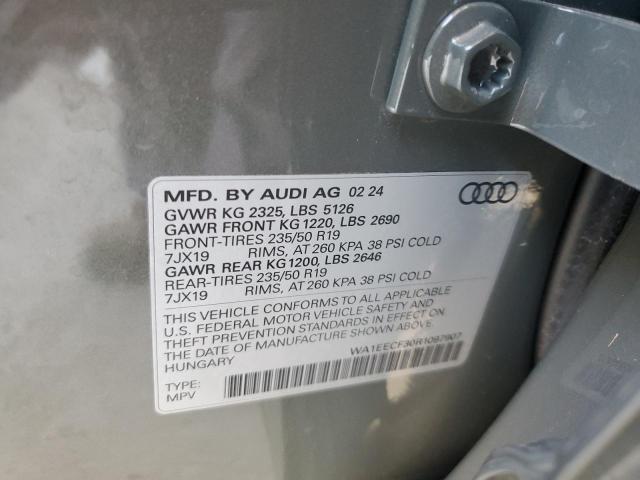 MFD. BY AUDI AG 02 24
GVWR KG 2325, LBS 5126
GAWR FRONT KG 1220, LBS 2690
FRONT-TIRES 235/50 R19
7JX19 RIMS, AT 260 KPA 38 PSI COLD
GAWR REAR KG1200, LBS 2646
REAR-TIRES 235/50 R19
7JX19 RIMS, AT 260 KPA 38 PSI COLD
THIS VEHICLE CONFORMS TO ALL APPLICABLE
U.S. FEDERAL MOTOR VEHICLE SAFETY AND
THEFT PREVENTION STANDARDS IN EFFECT ON
THE DATE OF MANUFACTURE SHOWN ABOVE.
HUNGARY
WA1EECF30R1097907
TYPE:
MPV